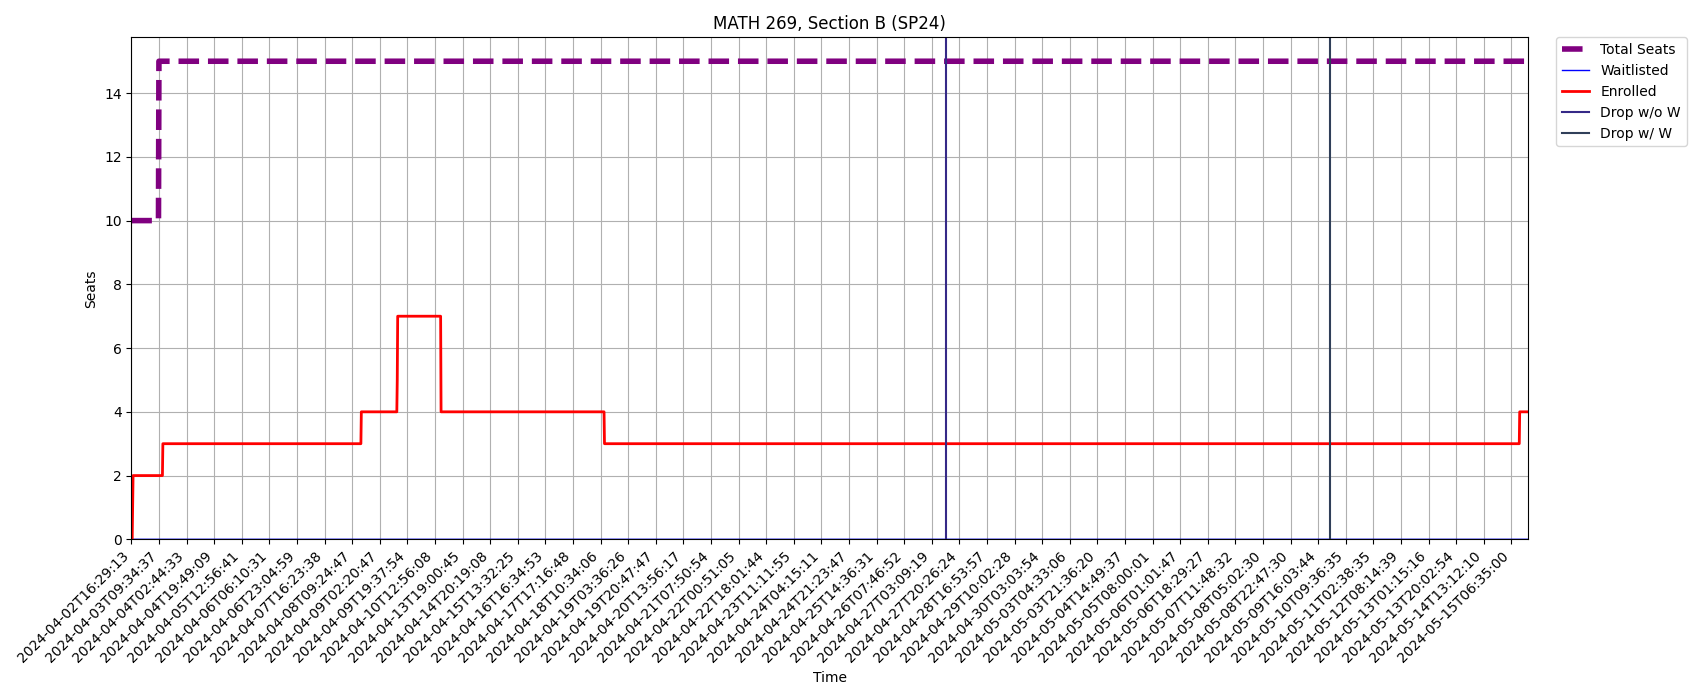 MATH 269, Section B (SP24)
Total Seats
Waitlisted
Enrolled
Drop w/o W
Drop w/ W
Seats
14
12
10
8
6
4
2
0
2024-04-02T16:29:13
2024-04-03T09:34:37
2024-04-04T02:44:33
2024-04-04T19:49:09
2024-04-05T12:56:41
2024-04-06T06:10:31
2024-04-06T23:04:59
2024-04-07T16:23:38
2024-04-08T09:24:47
2024-04-09T02:20:47
2024-04-09T19:37:54
2024-04-10T12:56:08
2024-04-13T19:00:45
2024-04-14T20:19:08
2024-04-15T13:32:25
2024-04-16T16:34:53
2024-04-17T17:16:48
2024-04-18T10:34:06
2024-04-19T03:36:26
2024-04-19T20:47:47
2024-04-20T13:56:17
2024-04-21T07:50:54
2024-04-22T00:51:05
2024-04-22T18:01:44
2024-04-23T11:11:55
2024-04-24T04:15:11
2024-04-24T21:23:47
2024-04-25T14:36:31
2024-04-26T07:46:52
2024-04-27T03:09:19
2024-04-27T20:26:24
2024-04-28T16:53:57
2024-04-29T10:02:28
2024-04-30T03:03:54
2024-05-03T04:33:06
2024-05-03T21:36:20
2024-05-04T14:49:37
2024-05-05T08:00:01
2024-05-06T01:01:47
2024-05-06T18:29:27
2024-05-07T11:48:32
2024-05-08T05:02:30
2024-05-08T22:47:30
2024-05-09T16:03:44
2024-05-10T09:36:35
2024-05-11T02:38:35
2024-05-12T08:14:39
2024-05-13T01:15:16
2024-05-13T20:02:54
2024-05-14T13:12:10
2024-05-15T06:35:00
Time